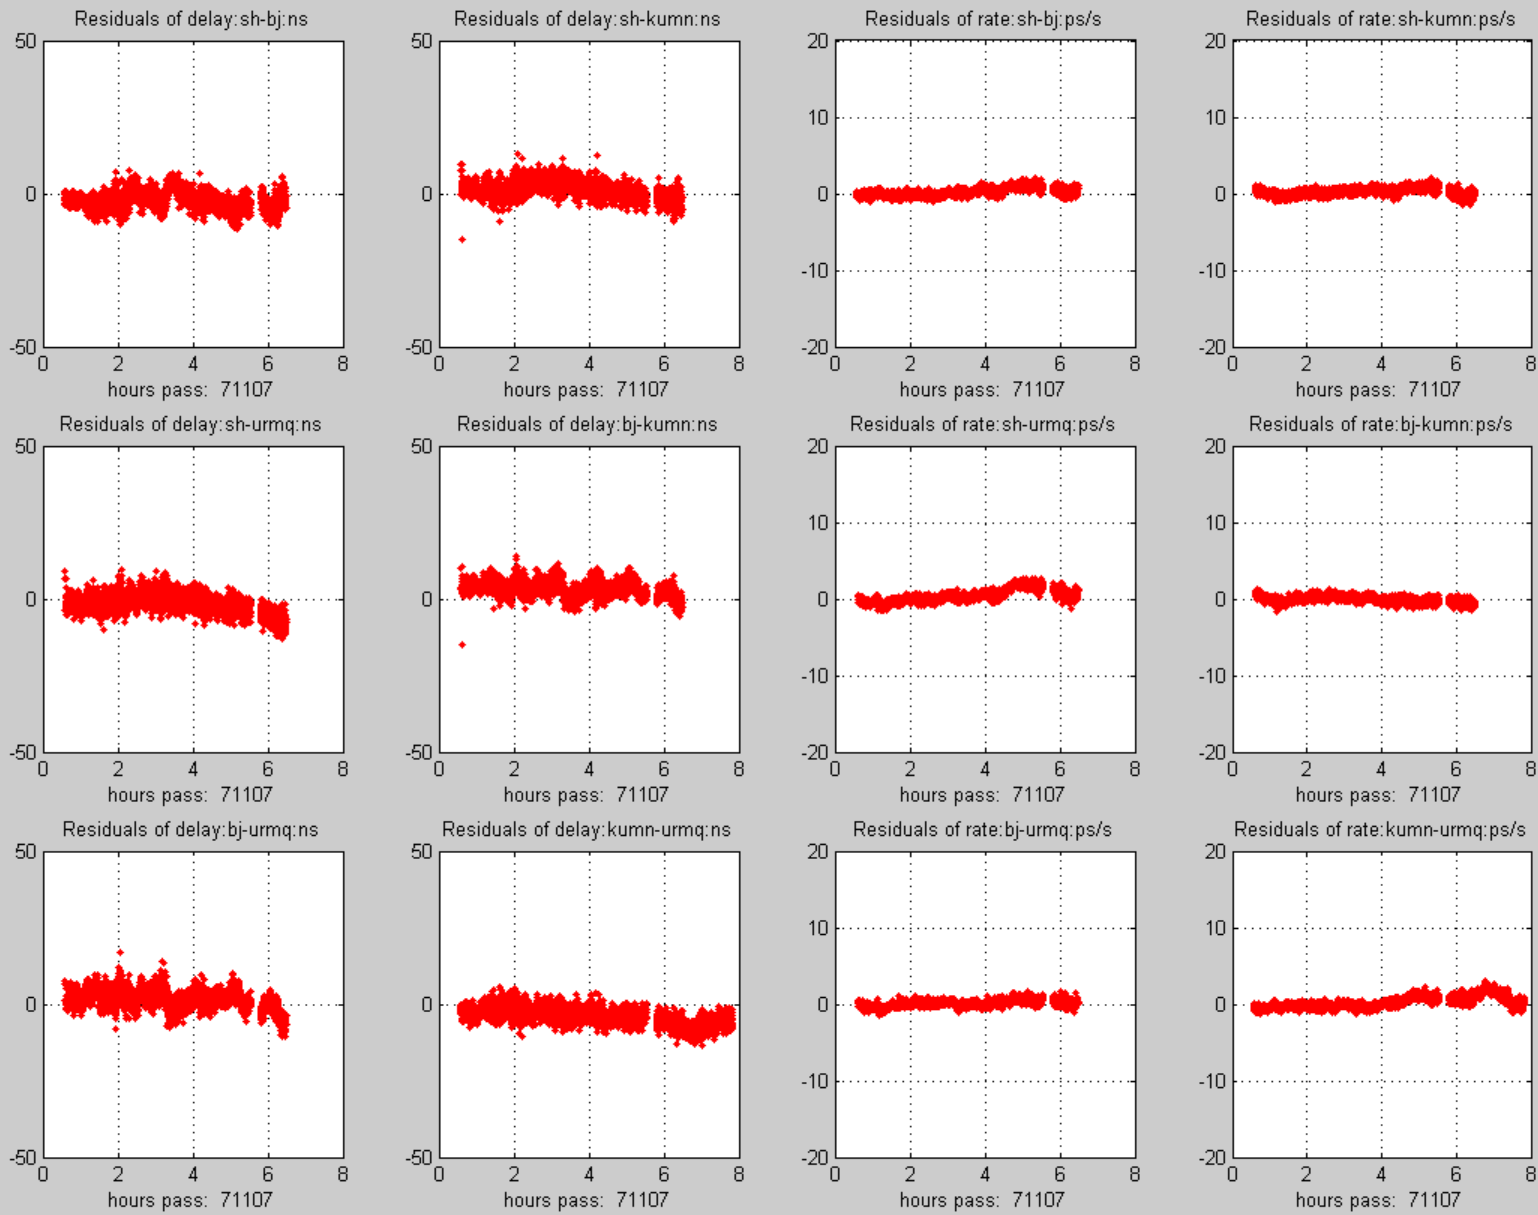 Residuals of delay:sh-bj:ns
50
0
-50
0 2 4 6 8
hours pass: 71107
Residuals of delay:sh-kumn:ns
50
0
-50
0 2 4 6 8
hours pass: 71107
Residuals of rate:sh-bj:ps/s
20
10
0
-10
-20
0 2 4 6 8
hours pass: 71107
Residuals of rate:sh-kumn:ps/s
20
10
0
-10
-20
0 2 4 6 8
hours pass: 71107
Residuals of delay:sh-urmq:ns
50
0
-50
0 2 4 6 8
hours pass: 71107
Residuals of delay:bj-kumn:ns
50
0
-50
0 2 4 6 8
hours pass: 71107
Residuals of rate:sh-urmq:ps/s
20
10
0
-10
-20
0 2 4 6 8
hours pass: 71107
Residuals of rate:bj-kumn:ps/s
20
10
0
-10
-20
0 2 4 6 8
hours pass: 71107
Residuals of delay:bj-urmq:ns
50
0
-50
0 2 4 6 8
hours pass: 71107
Residuals of delay:kumn-urmq:ns
50
0
-50
0 2 4 6 8
hours pass: 71107
Residuals of rate:bj-urmq:ps/s
20
10
0
-10
-20
0 2 4 6 8
hours pass: 71107
Residuals of rate:kumn-urmq:ps/s
20
10
0
-10
-20
0 2 4 6 8
hours pass: 71107